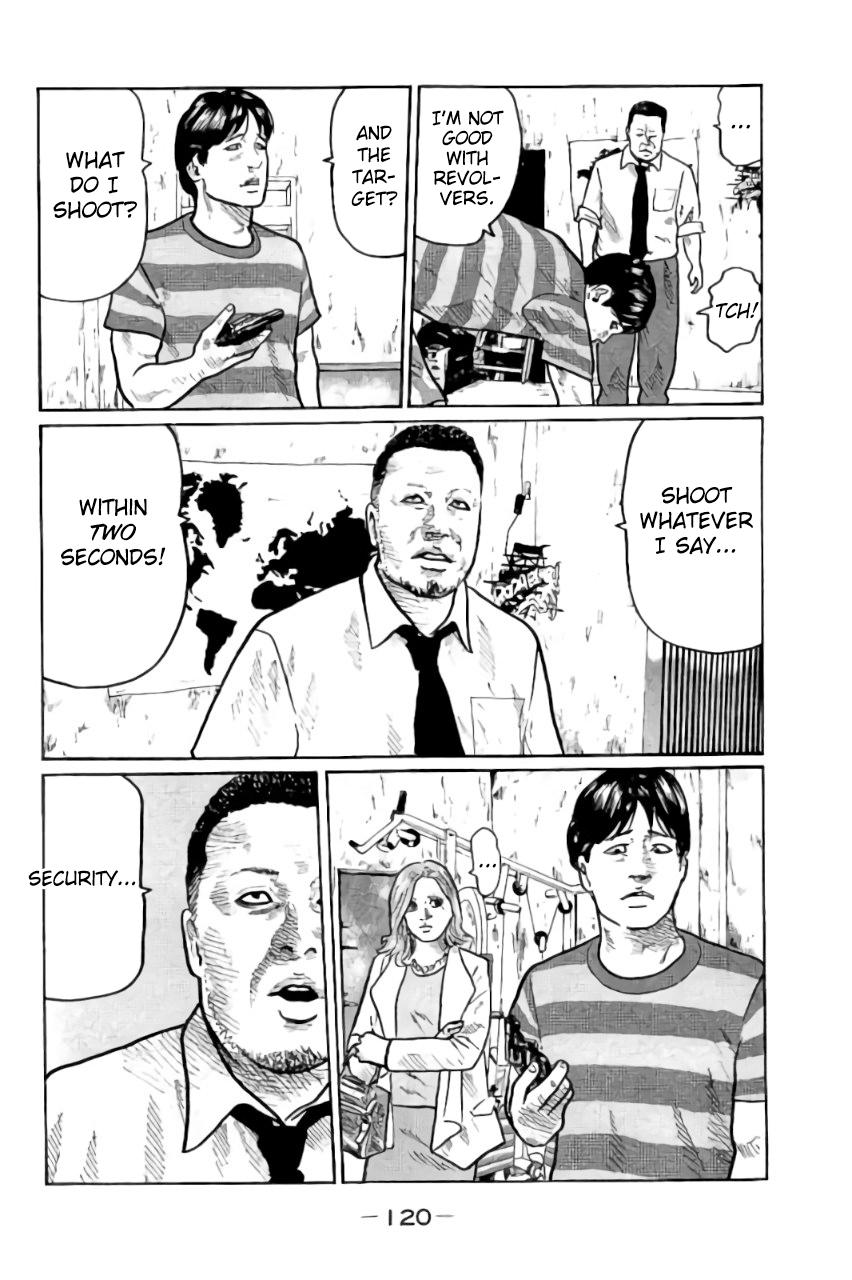 ...
I'M NOT
GOOD
WITH
REVOL-
VERS.
TCH!
AND
THE
TAR-
GET?
WHAT
DO I
SHOOT?
SHOOT
WHATEVER
I SAY...
WITHIN
TWO
SECONDS!
...
SECURITY...
-120-